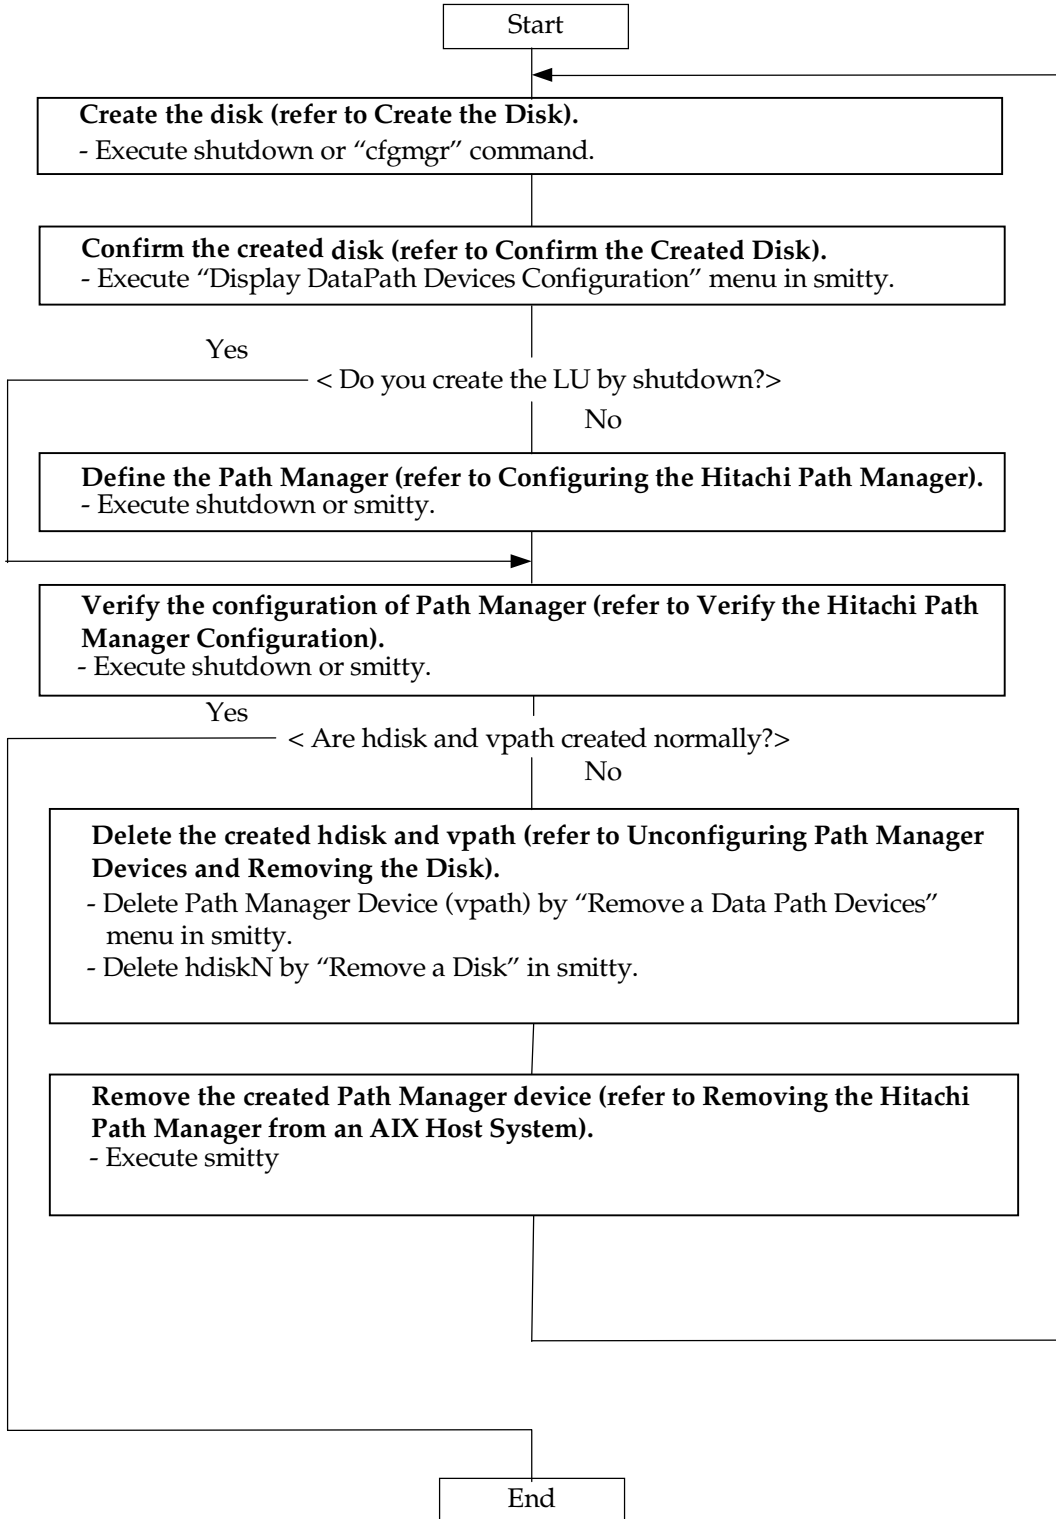 Start
Create the disk (refer to Create the Disk).
- Execute shutdown or “cfgmgr” command.
Confirm the created disk (refer to Confirm the Created Disk).
- Execute “Display DataPath Devices Configuration” menu in smitty.
Yes
< Do you create the LU by shutdown?>
No
Define the Path Manager (refer to Configuring the Hitachi Path Manager).
- Execute shutdown or smitty.
Verify the configuration of Path Manager (refer to Verify the Hitachi Path
Manager Configuration).
- Execute shutdown or smitty.
Yes
< Are hdisk and vpath created normally?>
No
Delete the created hdisk and vpath (refer to Unconfiguring Path Manager
Devices and Removing the Disk).
- Delete Path Manager Device (vpath) by “Remove a Data Path Devices”
menu in smitty.
- Delete hdiskN by “Remove a Disk” in smitty.
Remove the created Path Manager device (refer to Removing the Hitachi
Path Manager from an AIX Host System).
- Execute smitty
End